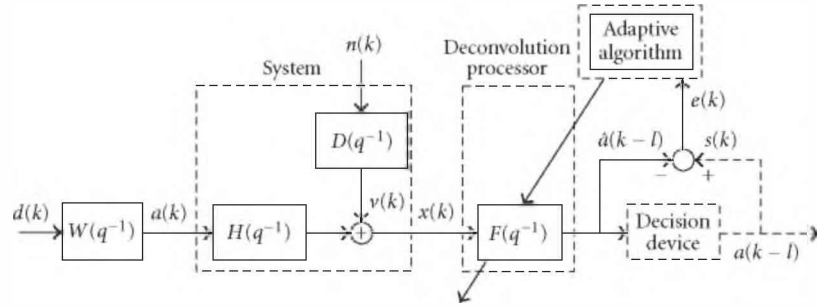 n(k)
System
Deconvolution
processor
Adaptive
algorithm
e(k)
D(q⁻¹)
â(k − l)
s(k)
−
+
d(k)
W(q⁻¹)
a(k)
H(q⁻¹)
v(k)
+
x(k)
F(q⁻¹)
Decision
device
a(k − l)